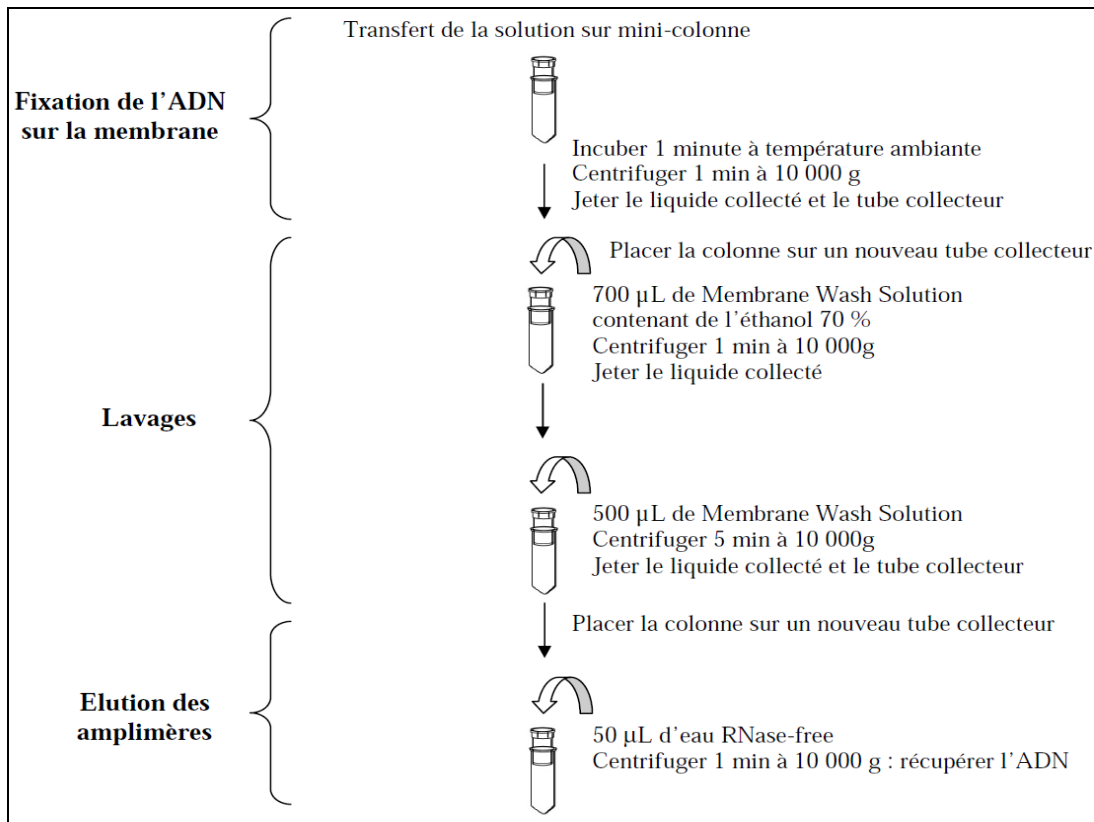 Transfert de la solution sur mini-colonne
Fixation de l'ADN
sur la membrane
Incuber 1 minute à température ambiante
Centrifuger 1 min à 10 000 g
Jeter le liquide collecté et le tube collecteur
Placer la colonne sur un nouveau tube collecteur
700 µL de Membrane Wash Solution
contenant de l'éthanol 70 %
Centrifuger 1 min à 10 000g
Jeter le liquide collecté
Lavages
500 µL de Membrane Wash Solution
Centrifuger 5 min à 10 000g
Jeter le liquide collecté et le tube collecteur
Placer la colonne sur un nouveau tube collecteur
Elution des
amplimères
50 µL d'eau RNase-free
Centrifuger 1 min à 10 000 g : récupérer l'ADN